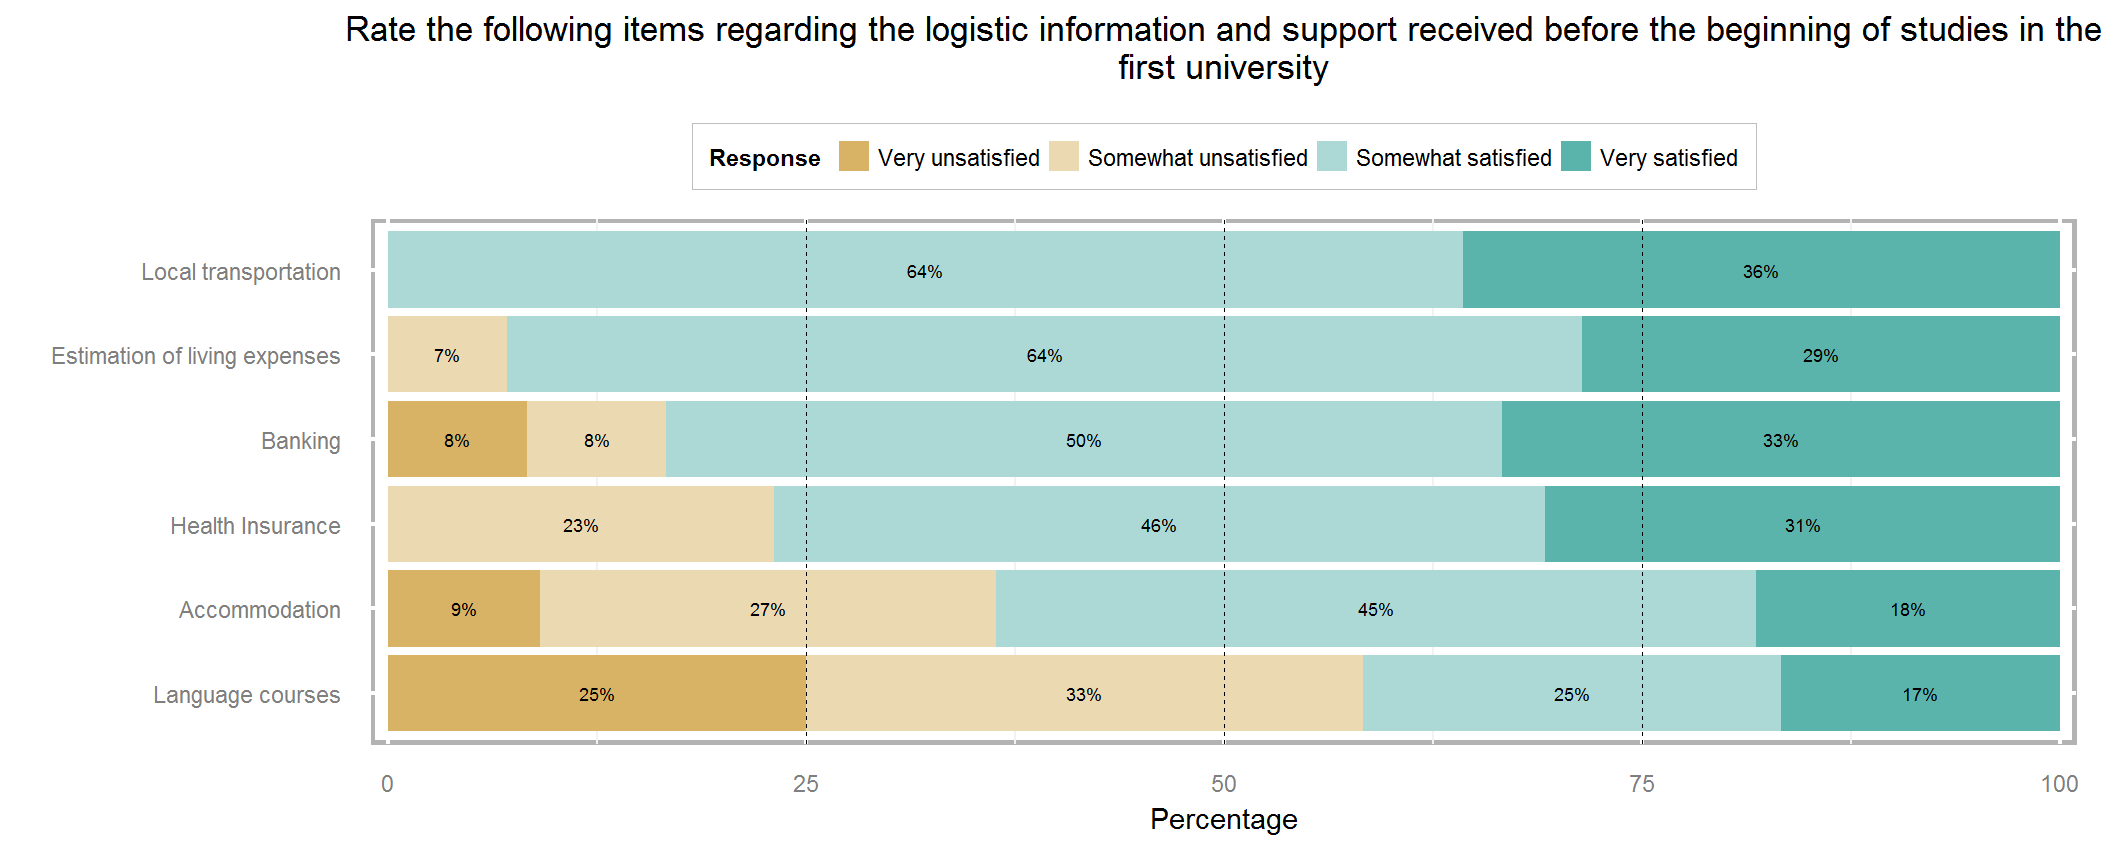 Rate the following items regarding the logistic information and support received before the beginning of studies in the
first university
Response Very unsatisfied Somewhat unsatisfied Somewhat satisfied Very satisfied
Local transportation 64% 36%
Estimation of living expenses 7% 64% 29%
Banking 8% 8% 50% 33%
Health Insurance 23% 46% 31%
Accommodation 9% 27% 45% 18%
Language courses 25% 33% 25% 17%
0 25 50 75 100
Percentage